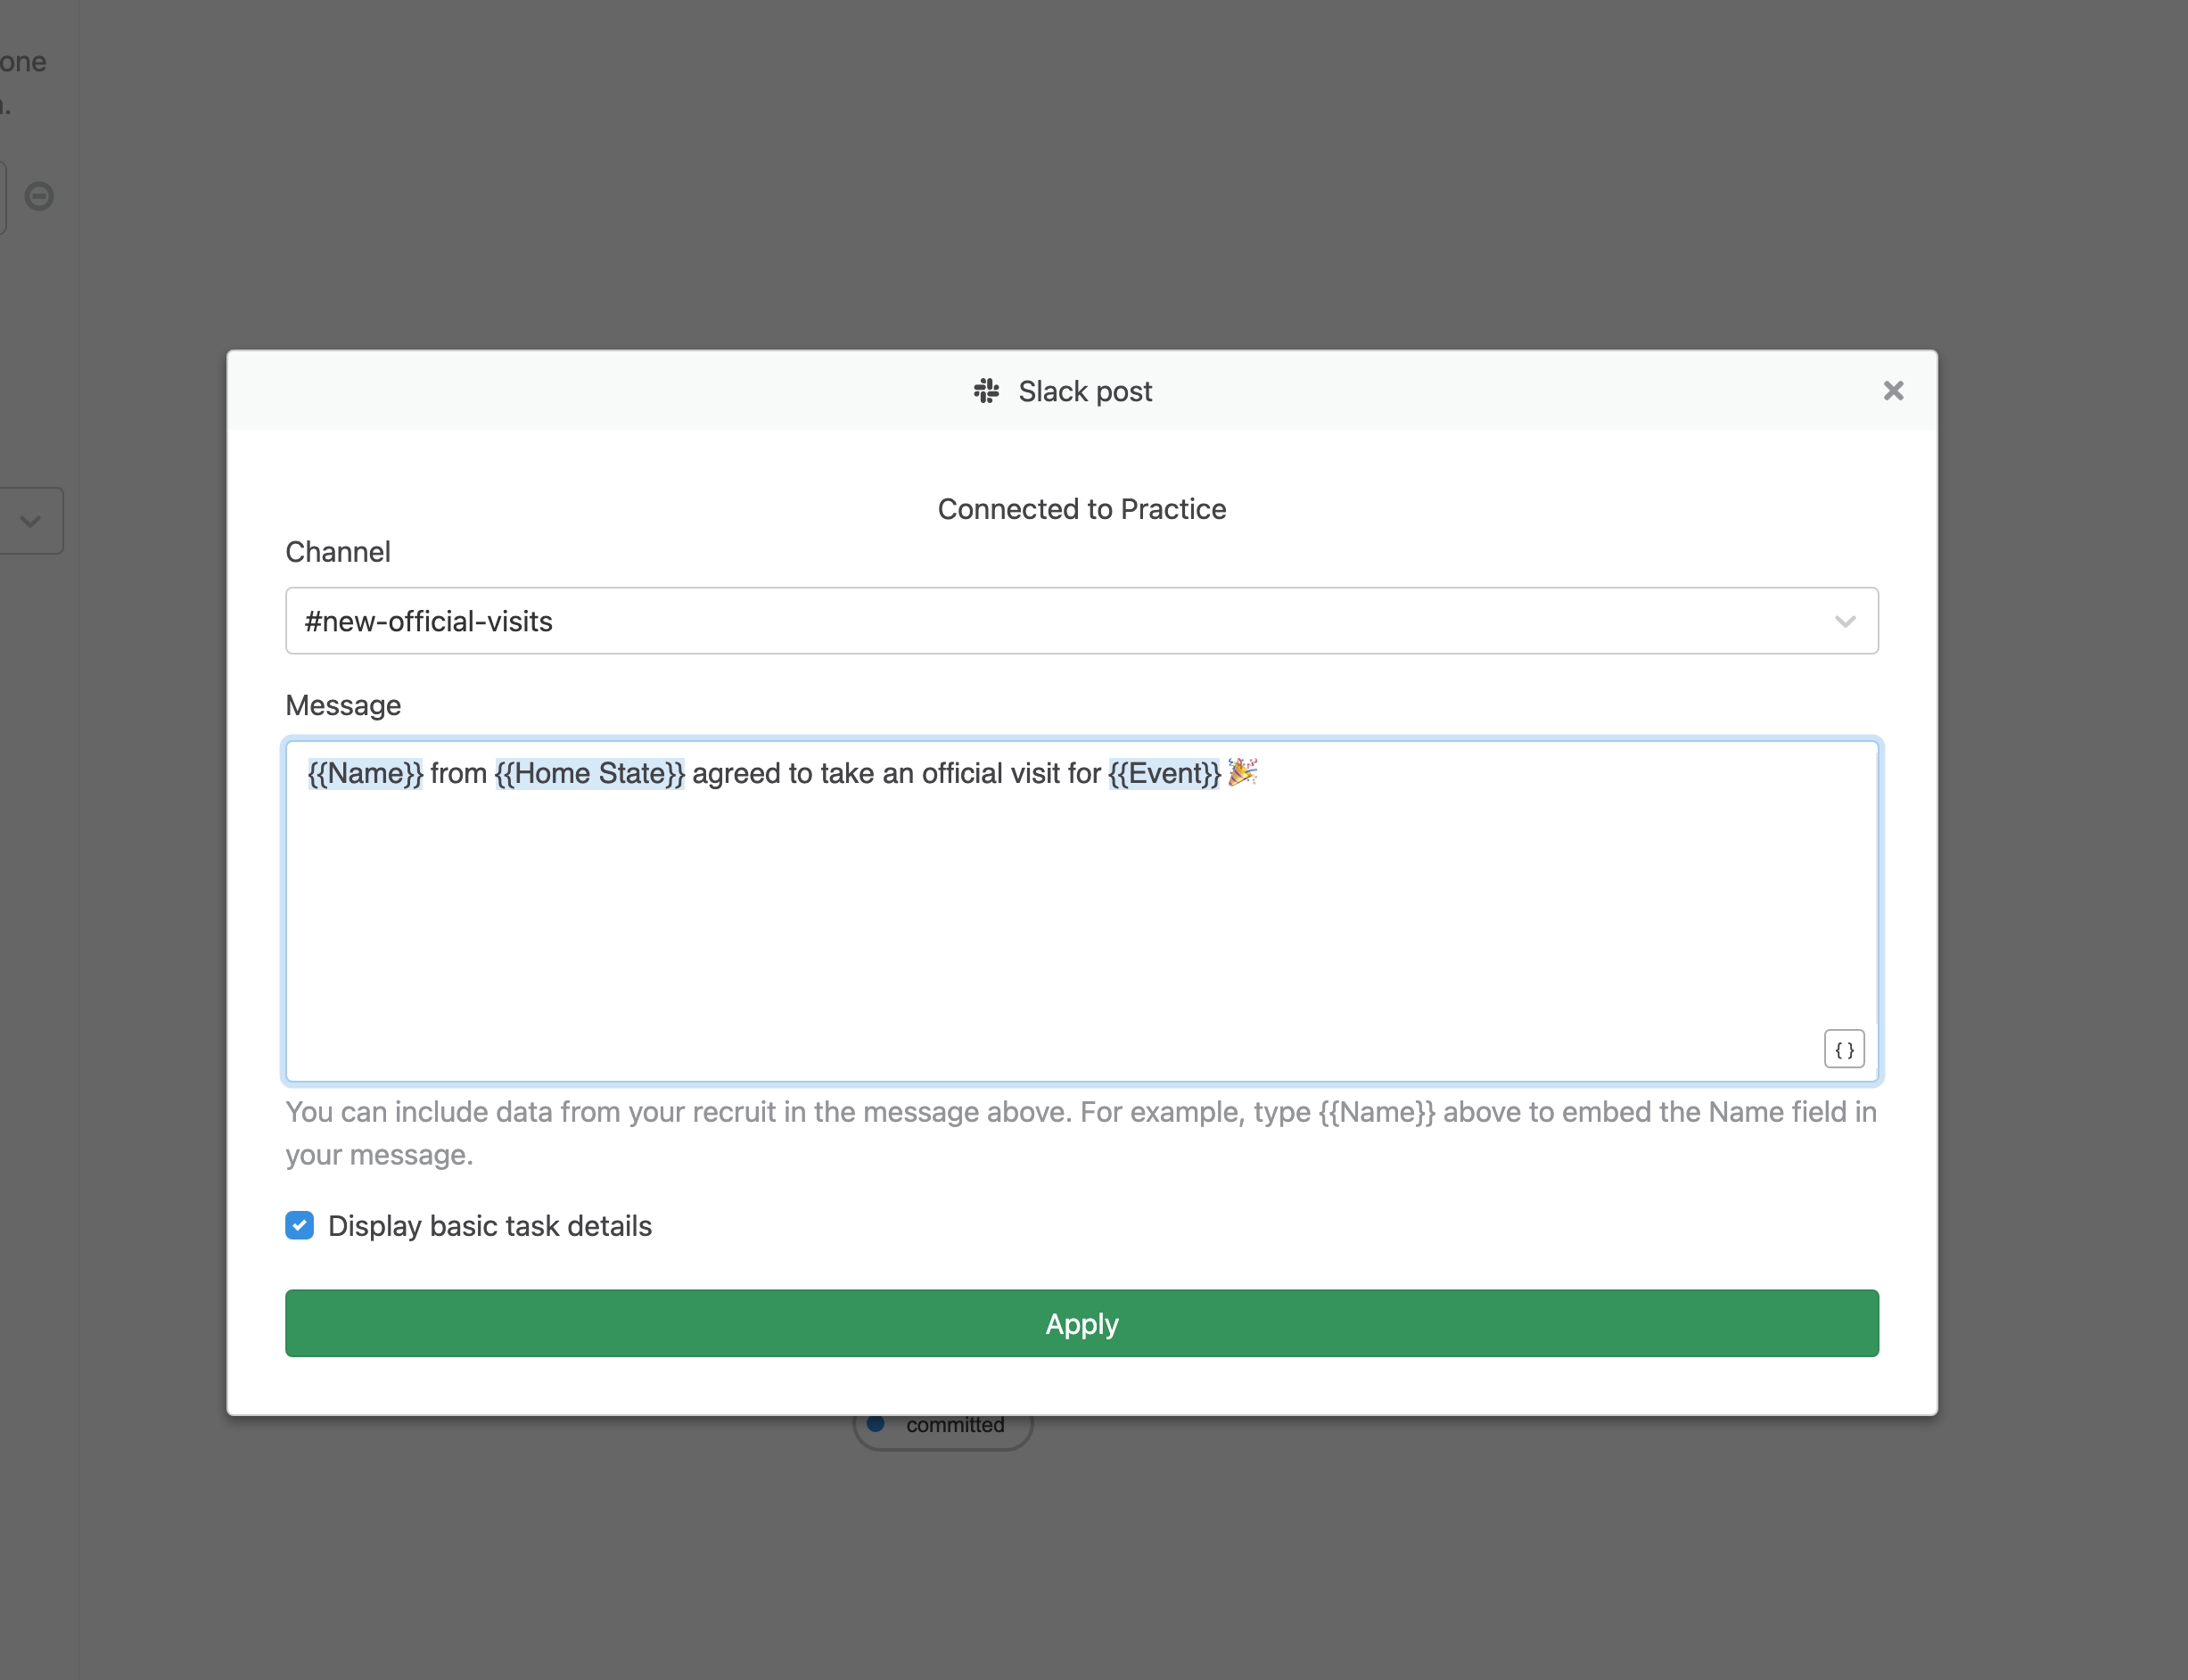 one
.
Slack post
Connected to Practice
Channel
#new-official-visits
Message
{{Name}} from {{Home State}} agreed to take an official visit for {{Event}} 🎉
{ }
You can include data from your recruit in the message above. For example, type {{Name}} above to embed the Name field in
your message.
Display basic task details
Apply
committed